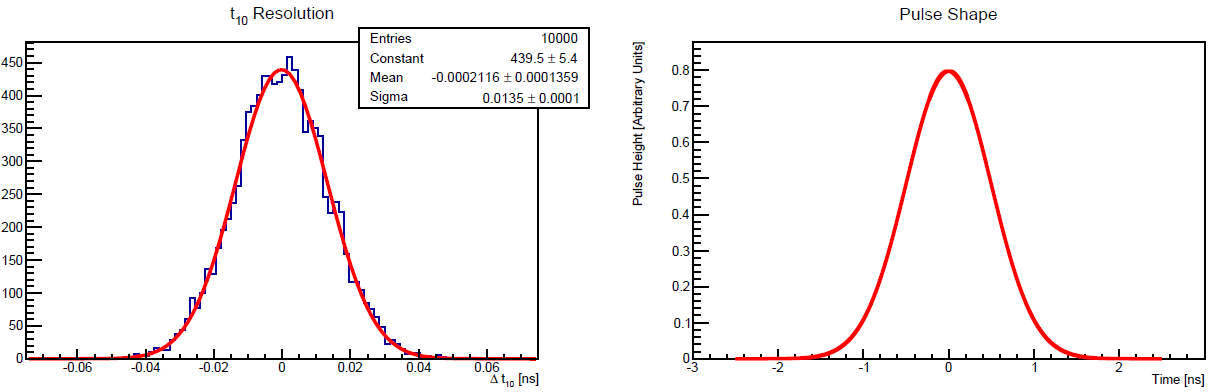 t10 Resolution
Entries 10000
Constant 439.5 ± 5.4
Mean -0.0002116 ± 0.0001359
Sigma 0.0135 ± 0.0001
450
400
350
300
250
200
150
100
50
0
-0.06 -0.04 -0.02 0 0.02 0.04 0.06
Δ t10 [ns]
Pulse Shape
Pulse Height [Arbitrary Units]
0.8
0.7
0.6
0.5
0.4
0.3
0.2
0.1
0
-3 -2 -1 0 1 2
Time [ns]